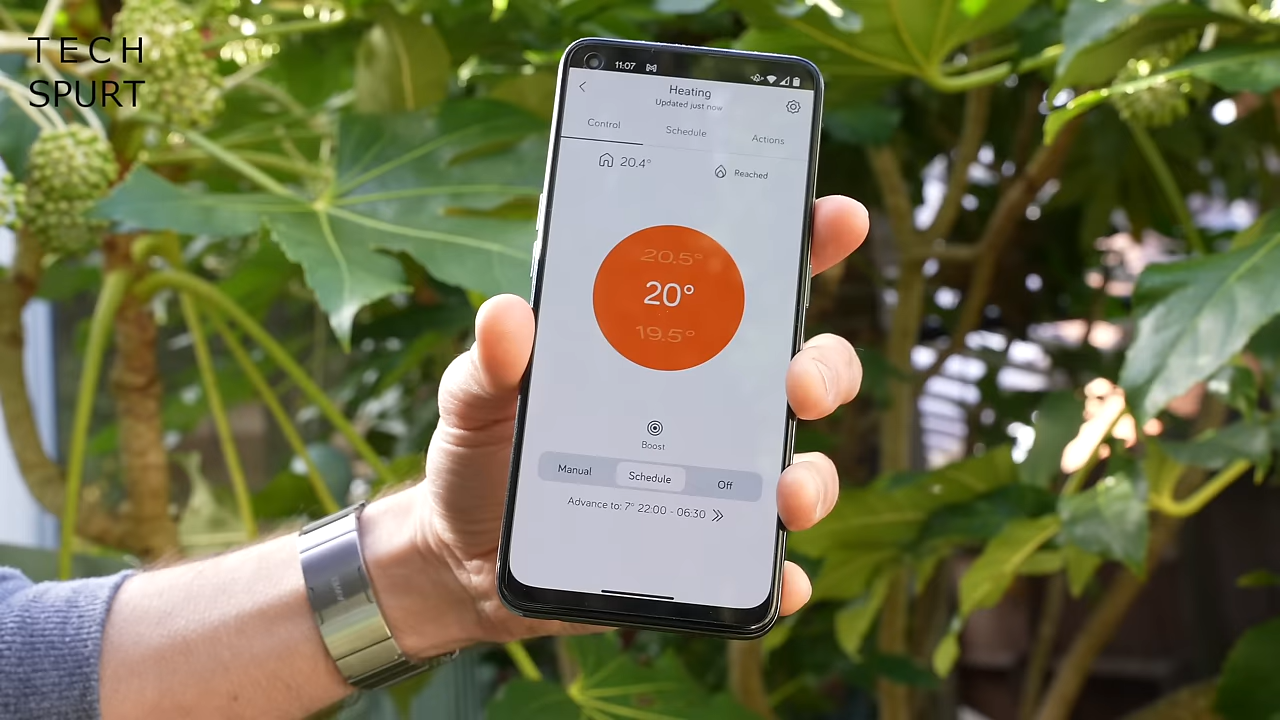 TECH
SPURT
11:07
Heating
Updated just now
Control
Schedule
Actions
20.4°
Reached
20.5°
20°
19.5°
Boost
Manual
Schedule
Off
Advance to: 7° 22:00 - 06:30